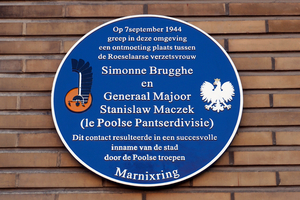 Op 7september 1944
greep in deze omgeving
een ontmoeting plaats tussen
de Roeselaarse verzetsvrouw
Simonne Brugghe
en
Generaal Majoor
Stanislaw Maczek
(1e Poolse Pantserdivisie)
Dit contact resulteerde in een succesvolle
inname van de stad
door de Poolse troepen
Marnixring